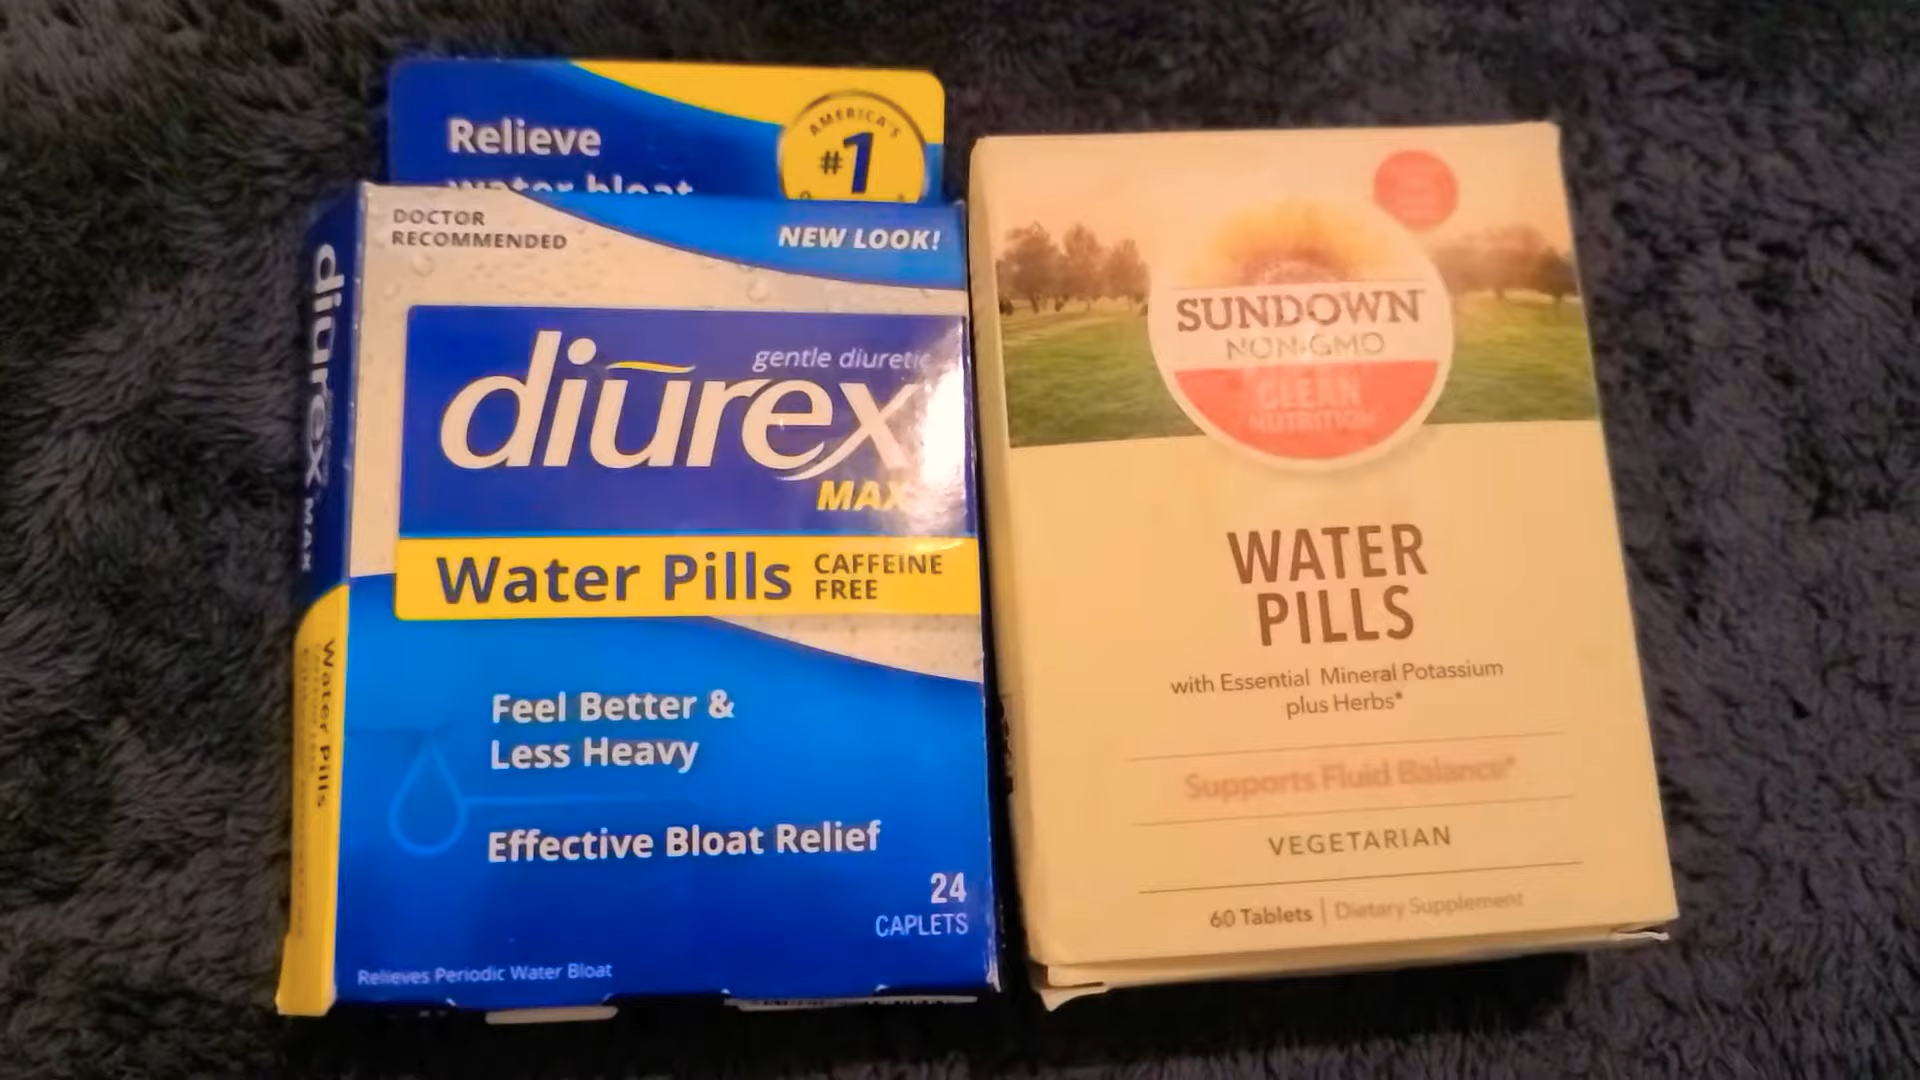 Relieve
water bloat
AMERICA'S
#1
DOCTOR
RECOMMENDED
NEW LOOK!
gentle diuretic
diurex
MAX
Water Pills CAFFEINE
FREE
Feel Better &
Less Heavy
Effective Bloat Relief
24
CAPLETS
Relieves Periodic Water Bloat
diurex MAX
Water Pills
SUNDOWN
NON-GMO
CLEAN
NUTRITION
WATER
PILLS
with Essential Mineral Potassium
plus Herbs*
Supports Fluid Balance*
VEGETARIAN
60 Tablets | Dietary Supplement